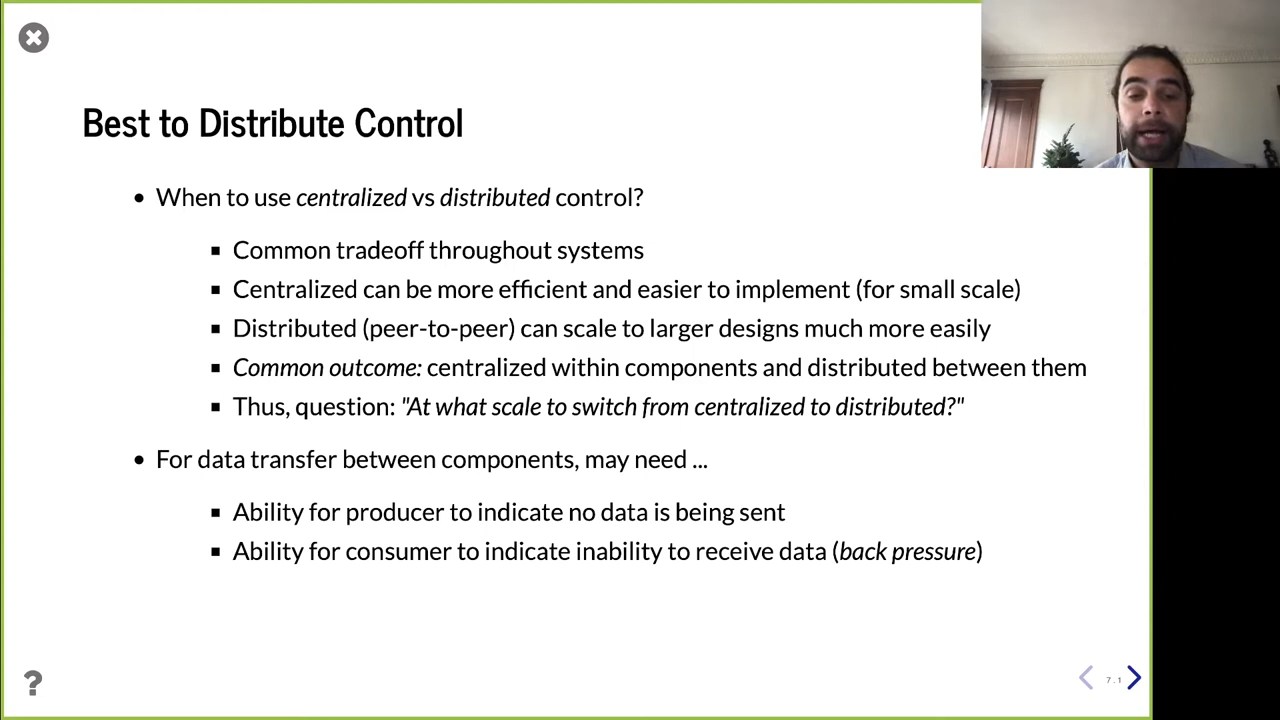 Best to Distribute Control
• When to use centralized vs distributed control?
▪ Common tradeoff throughout systems
▪ Centralized can be more efficient and easier to implement (for small scale)
▪ Distributed (peer-to-peer) can scale to larger designs much more easily
▪ Common outcome: centralized within components and distributed between them
▪ Thus, question: "At what scale to switch from centralized to distributed?"
• For data transfer between components, may need ...
▪ Ability for producer to indicate no data is being sent
▪ Ability for consumer to indicate inability to receive data (back pressure)
?
7.1